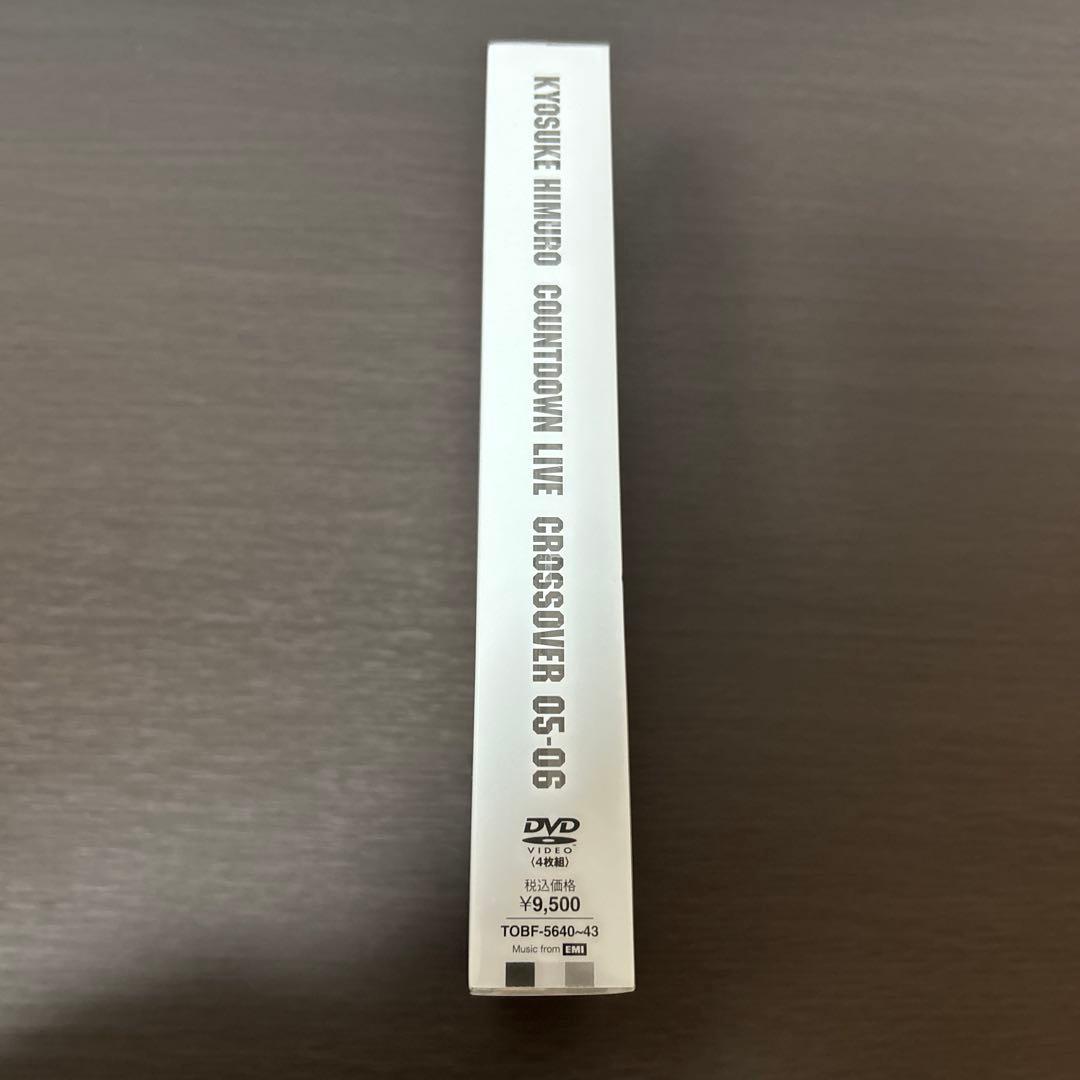 KYOSUKE HIMURO COUNTDOWN LIVE CROSSOVER 05-06
DVD
VIDEO
〈4枚組〉
税込価格
¥9,500
TOBF-5640~43
Music from EMI